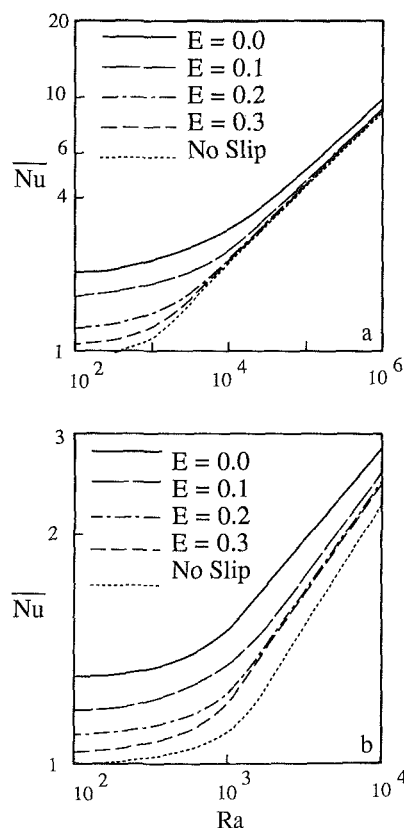 20
10
6
4
1
Nu
E = 0.0
E = 0.1
E = 0.2
E = 0.3
No Slip
a
10^2
10^4
10^6
3
2
1
Nu
E = 0.0
E = 0.1
E = 0.2
E = 0.3
No Slip
b
10^2
10^3
10^4
Ra